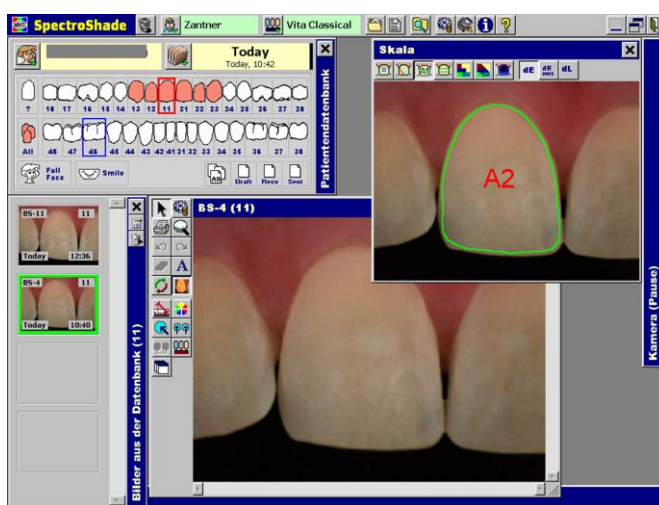 SpectroShade
Zantner
Vita Classical
Today
Today, 10:42
18 17 16 15 14 13 12 11 21 22 23 24 25 26 27 28
?
All
48 47 46 45 44 43 42 41 31 32 33 34 35 36 37 38
Full
Face
Smile
All
Draft
Sent
Patientendatenbank
Skala
dE
dL
A2
Kamera (Pause)
BS-11
11
Today
12:36
BS-4
11
Today
10:40
Bilder aus der Datenbank (11)
BS-4 (11)
A